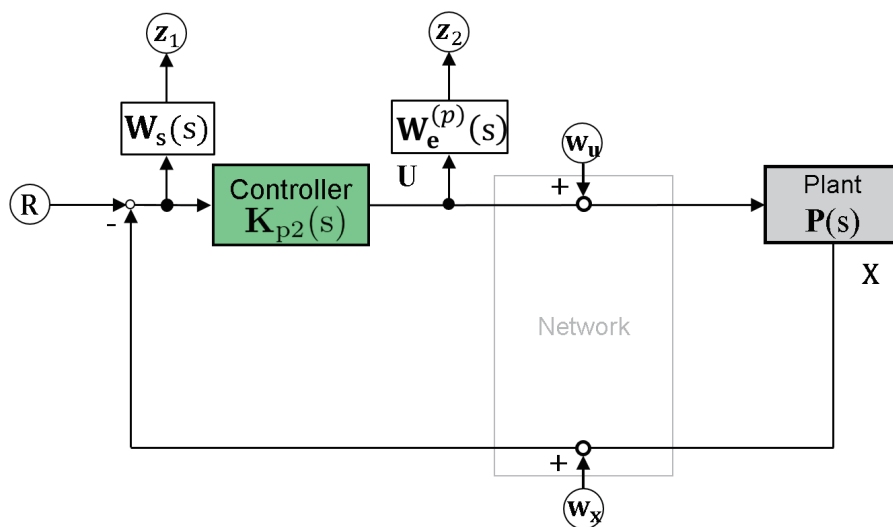 z₁
z₂
Wₛ(s)
Wₑ⁽ᵖ⁾(s)
wᵤ
R
-
Controller
Kₚ₂(s)
U
+
Plant
P(s)
X
Network
+
wₓ